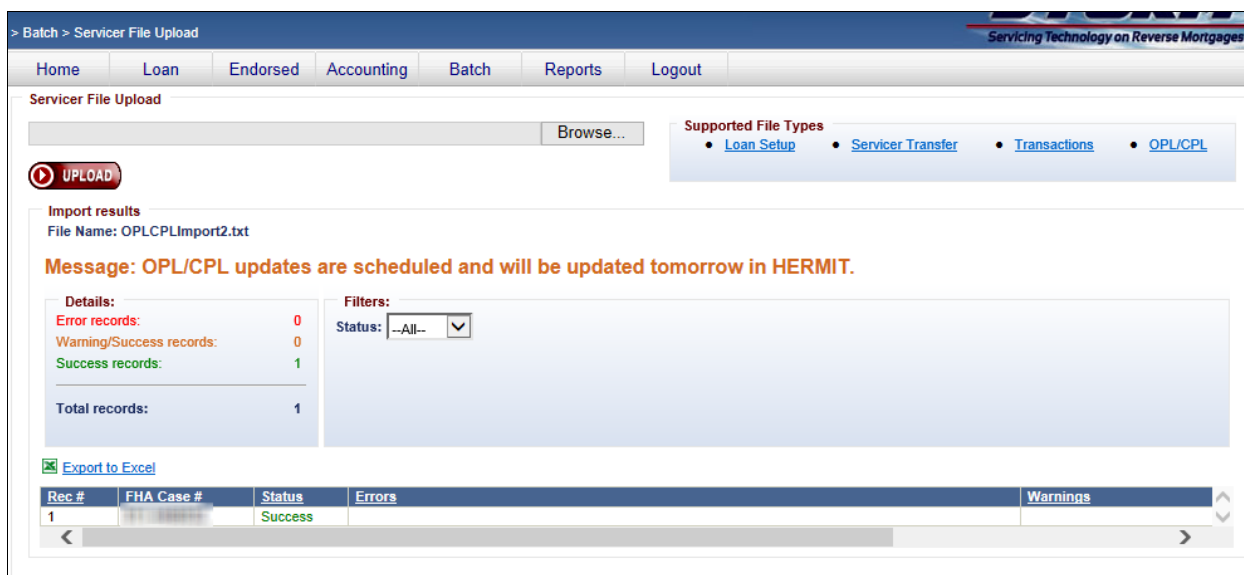 > Batch > Servicer File Upload
Servicing Technology on Reverse Mortgages
Home Loan Endorsed Accounting Batch Reports Logout
Servicer File Upload
Browse...
Supported File Types
• Loan Setup • Servicer Transfer • Transactions • OPL/CPL
UPLOAD
Import results
File Name: OPLCPLImport2.txt
Message: OPL/CPL updates are scheduled and will be updated tomorrow in HERMIT.
Details:
Error records: 0
Warning/Success records: 0
Success records: 1
Total records: 1
Filters:
Status: --All--
Export to Excel
Rec # FHA Case # Status Errors Warnings
1 Success